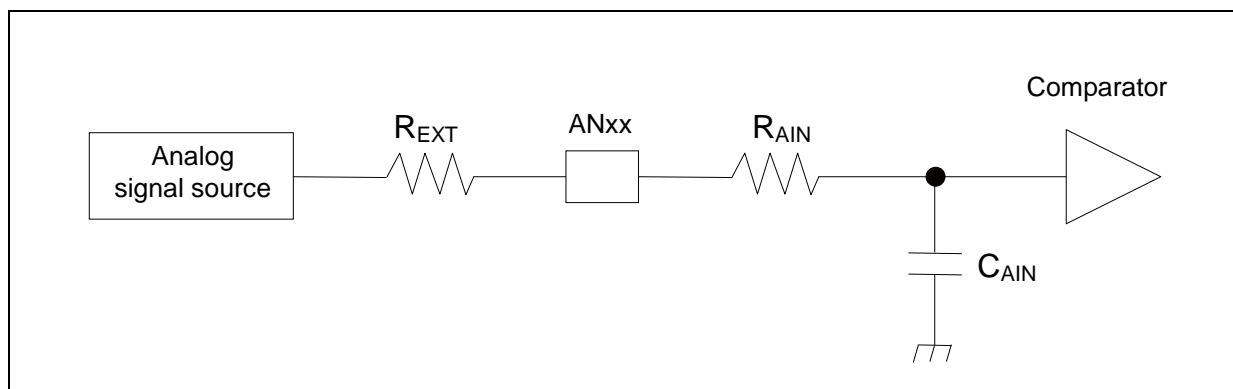 Comparator
Analog
signal source
REXT
ANxx
RAIN
CAIN